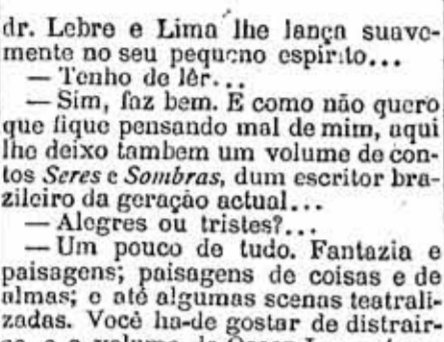 dr. Lebre e Lima lhe lança suave-
mente no seu pequeno espirito...
— Tenho de lêr...
— Sim, faz bem. E como não quero
que fique pensando mal de mim, aqui
lhe deixo tambem um volume de con-
tos Seres e Sombras, dum escritor bra-
zileiro da geração actual...
— Alegres ou tristes?...
— Um pouco de tudo. Fantazia e
paisagens; paisagens de coisas e de
almas; e até algumas scenas teatrali-
zadas. Você ha-de gostar de distrair-